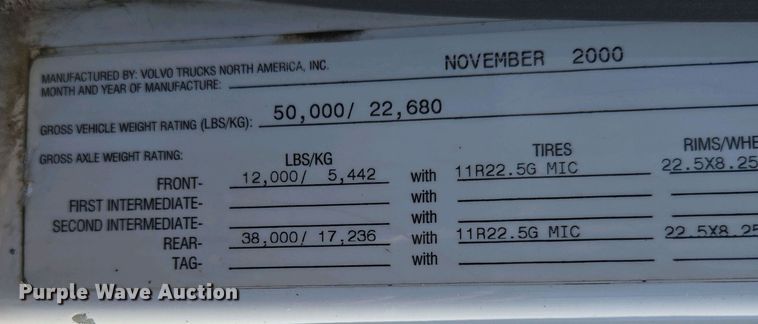 MANUFACTURED BY: VOLVO TRUCKS NORTH AMERICA, INC.
MONTH AND YEAR OF MANUFACTURE: NOVEMBER 2000
GROSS VEHICLE WEIGHT RATING (LBS/KG): 50,000/ 22,680
GROSS AXLE WEIGHT RATING: LBS/KG TIRES RIMS/WHE
FRONT- 12,000/ 5,442 with 11R22.5G MIC 22.5X8.25
FIRST INTERMEDIATE- with
SECOND INTERMEDIATE- with
REAR- 38,000/ 17,236 with 11R22.5G MIC 22.5X8.25
TAG- with
Purple Wave Auction